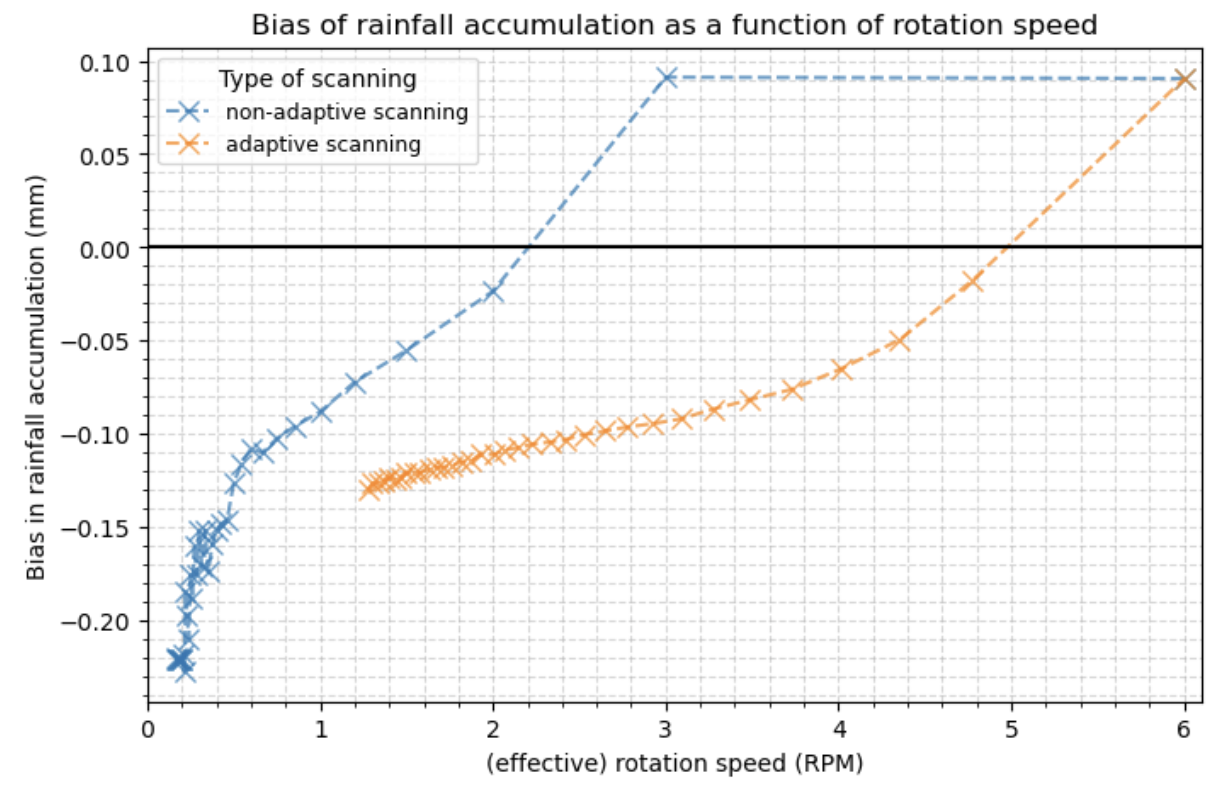 Bias of rainfall accumulation as a function of rotation speed
Type of scanning
non-adaptive scanning
adaptive scanning
0.10
0.05
0.00
−0.05
−0.10
−0.15
−0.20
Bias in rainfall accumulation (mm)
0 1 2 3 4 5 6
(effective) rotation speed (RPM)